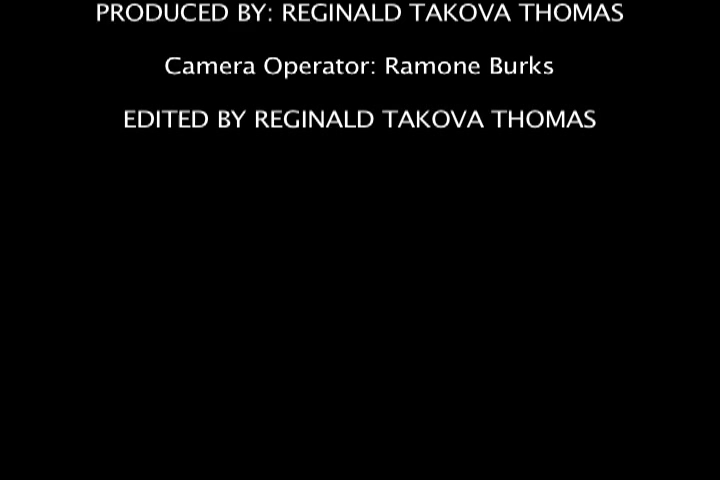 PRODUCED BY: REGINALD TAKOVA THOMAS
Camera Operator: Ramone Burks
EDITED BY REGINALD TAKOVA THOMAS